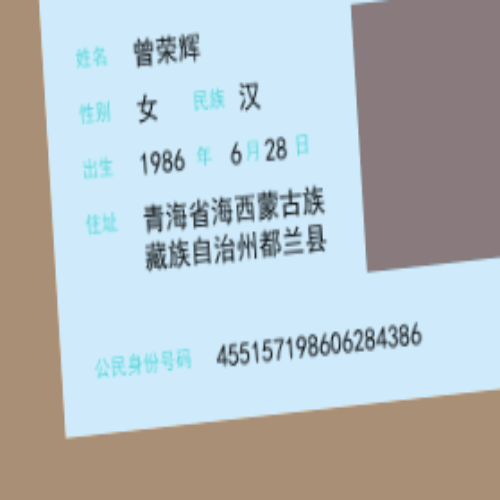 姓名 曾荣辉
性别 女 民族 汉
出生 1986 年 6 月 28 日
住址 青海省海西蒙古族
藏族自治州都兰县
公民身份号码 455157198606284386